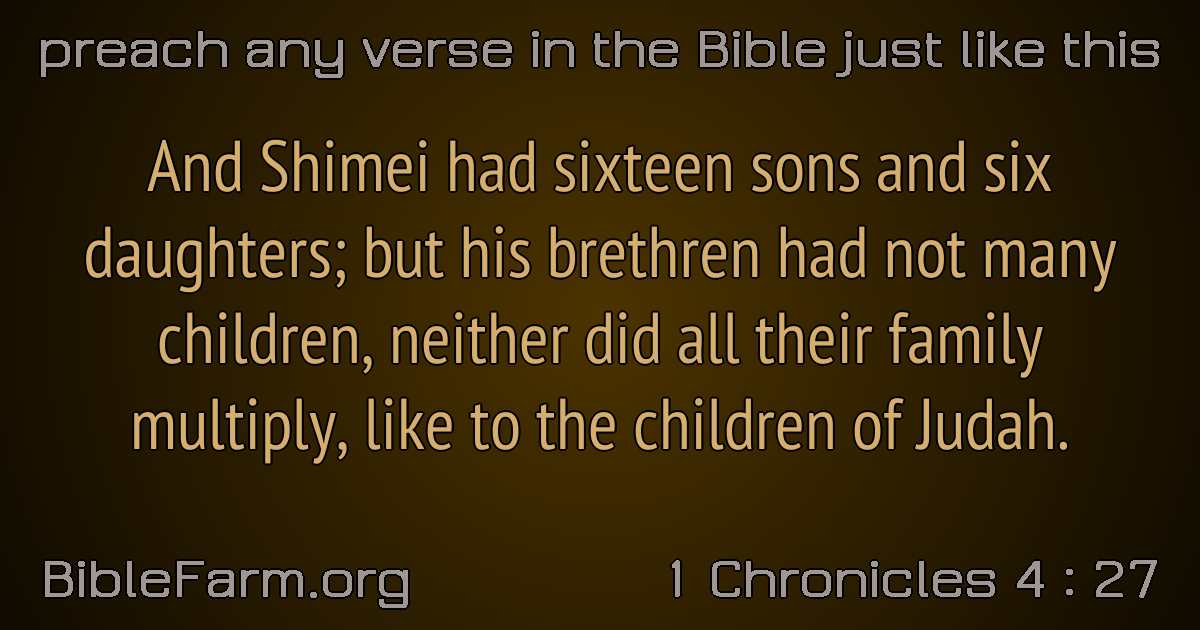 preach any verse in the Bible just like this
And Shimei had sixteen sons and six
daughters; but his brethren had not many
children, neither did all their family
multiply, like to the children of Judah.
BibleFarm.org
1 Chronicles 4 : 27